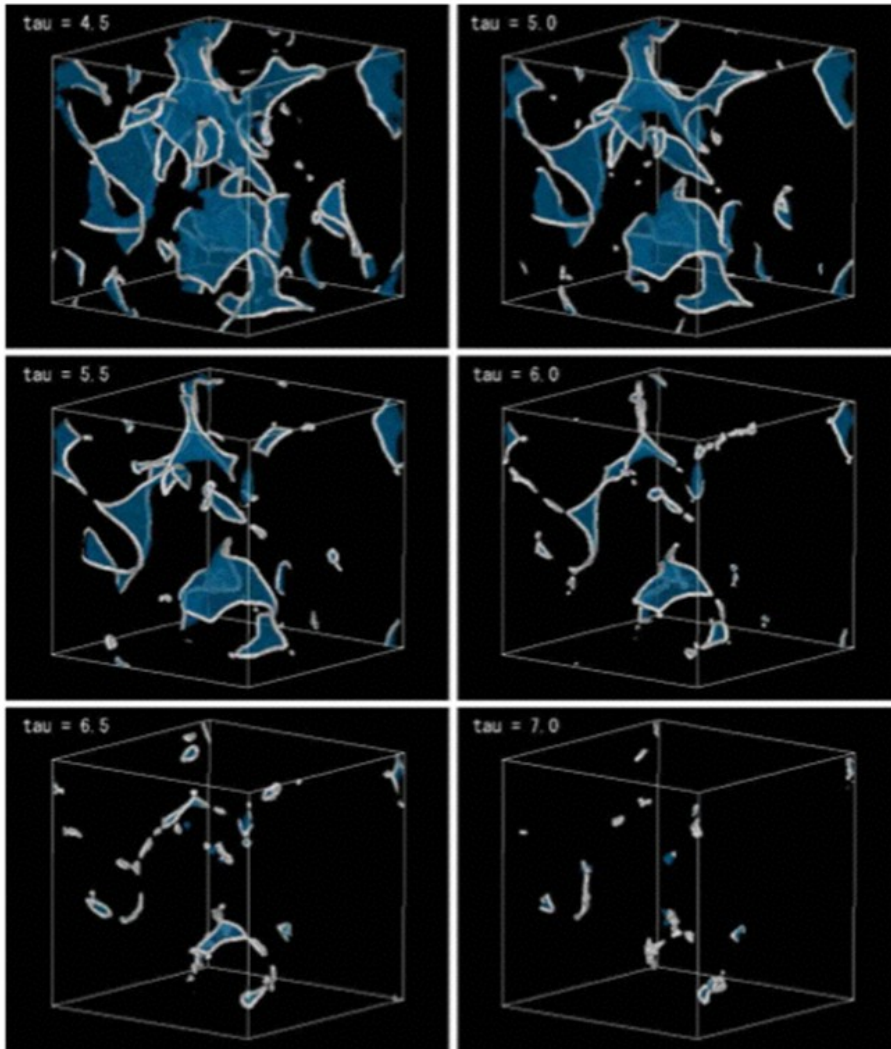 tau = 4.5
tau = 5.0
tau = 5.5
tau = 6.0
tau = 6.5
tau = 7.0